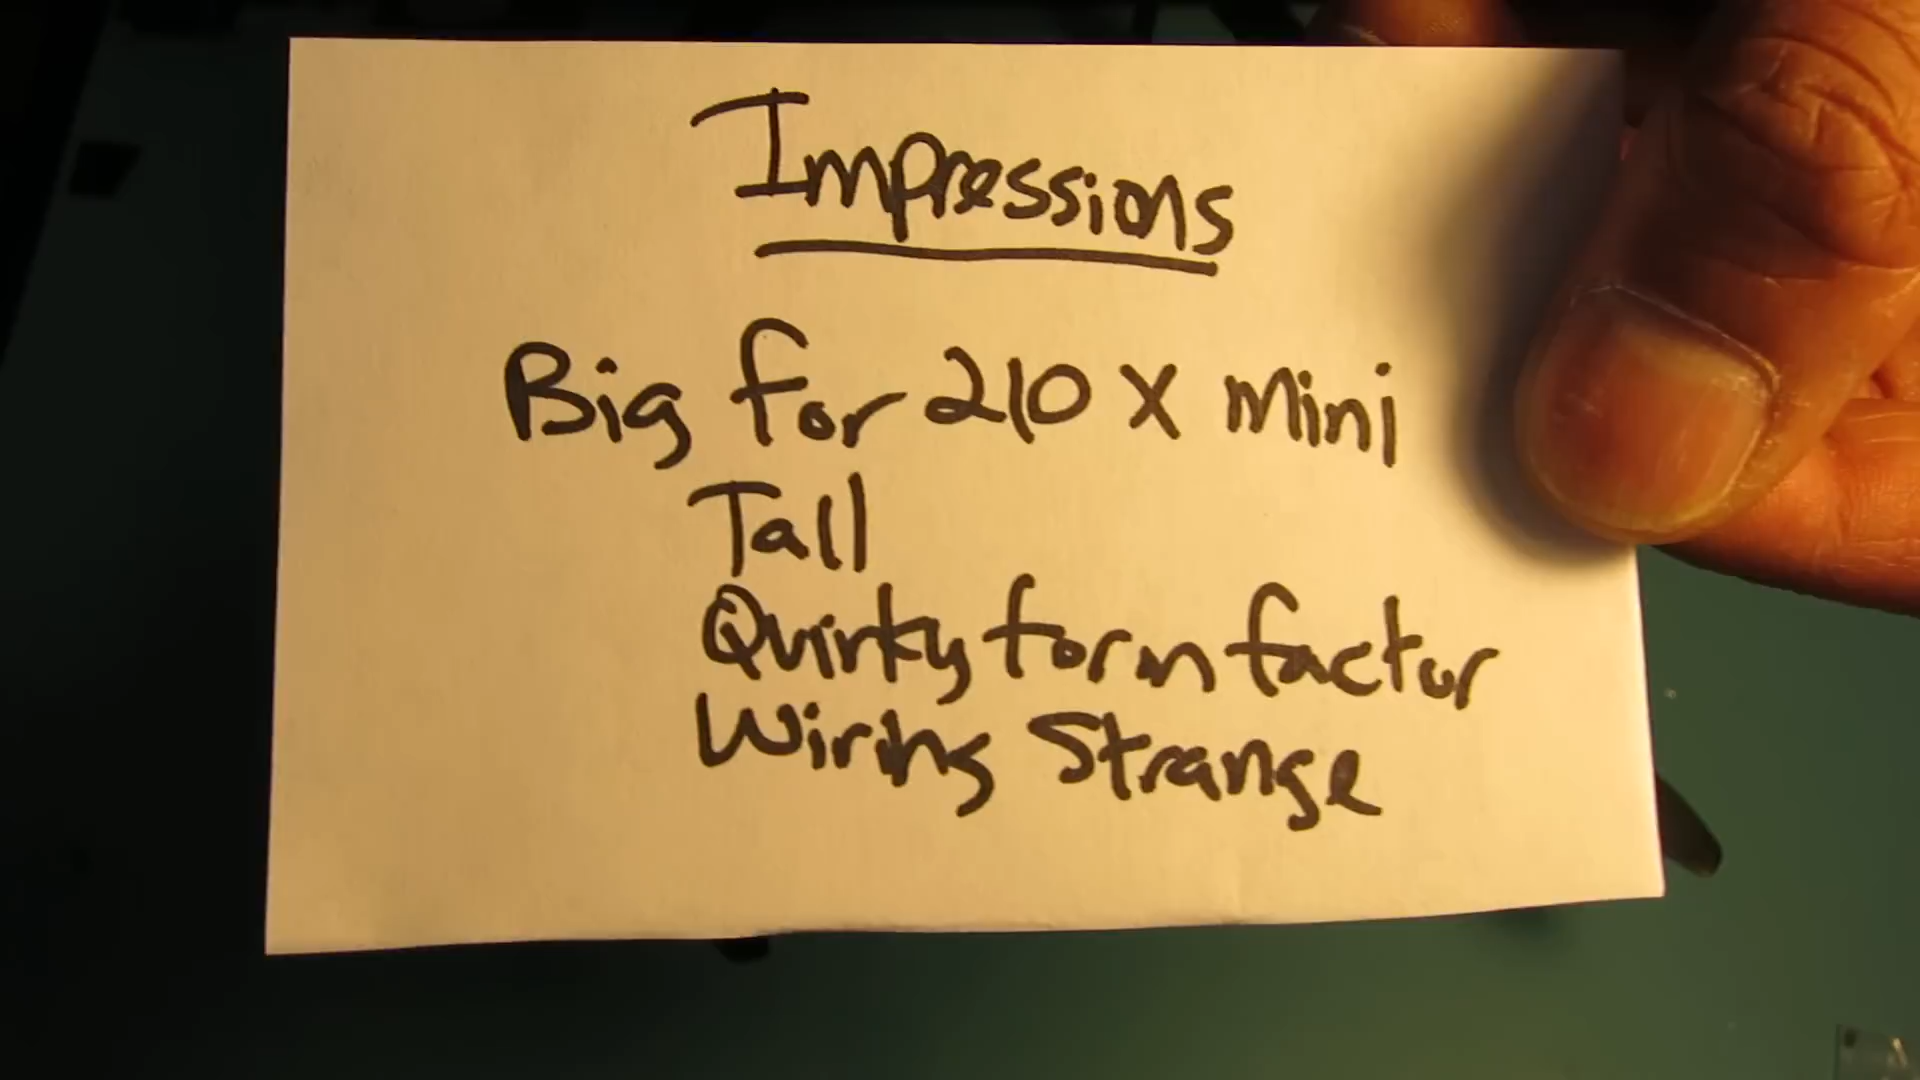 Impressions
Big for 210 X Mini
Tall
Quirky form factor
Wiring Strange